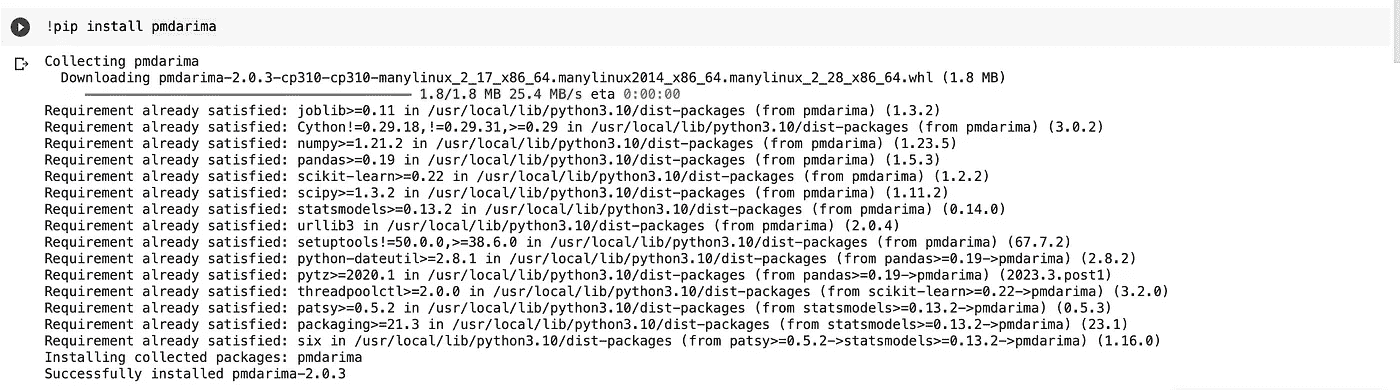 !pip install pmdarima
Collecting pmdarima
Downloading pmdarima-2.0.3-cp310-cp310-manylinux_2_17_x86_64.manylinux2014_x86_64.manylinux_2_28_x86_64.whl (1.8 MB)
1.8/1.8 MB 25.4 MB/s eta 0:00:00
Requirement already satisfied: joblib>=0.11 in /usr/local/lib/python3.10/dist-packages (from pmdarima) (1.3.2)
Requirement already satisfied: Cython!=0.29.18,!=0.29.31,>=0.29 in /usr/local/lib/python3.10/dist-packages (from pmdarima) (3.0.2)
Requirement already satisfied: numpy>=1.21.2 in /usr/local/lib/python3.10/dist-packages (from pmdarima) (1.23.5)
Requirement already satisfied: pandas>=0.19 in /usr/local/lib/python3.10/dist-packages (from pmdarima) (1.5.3)
Requirement already satisfied: scikit-learn>=0.22 in /usr/local/lib/python3.10/dist-packages (from pmdarima) (1.2.2)
Requirement already satisfied: scipy>=1.3.2 in /usr/local/lib/python3.10/dist-packages (from pmdarima) (1.11.2)
Requirement already satisfied: statsmodels>=0.13.2 in /usr/local/lib/python3.10/dist-packages (from pmdarima) (0.14.0)
Requirement already satisfied: urllib3 in /usr/local/lib/python3.10/dist-packages (from pmdarima) (2.0.4)
Requirement already satisfied: setuptools!=50.0.0,>=38.6.0 in /usr/local/lib/python3.10/dist-packages (from pmdarima) (67.7.2)
Requirement already satisfied: python-dateutil>=2.8.1 in /usr/local/lib/python3.10/dist-packages (from pandas>=0.19->pmdarima) (2.8.2)
Requirement already satisfied: pytz>=2020.1 in /usr/local/lib/python3.10/dist-packages (from pandas>=0.19->pmdarima) (2023.3.post1)
Requirement already satisfied: threadpoolctl>=2.0.0 in /usr/local/lib/python3.10/dist-packages (from scikit-learn>=0.22->pmdarima) (3.2.0)
Requirement already satisfied: patsy>=0.5.2 in /usr/local/lib/python3.10/dist-packages (from statsmodels>=0.13.2->pmdarima) (0.5.3)
Requirement already satisfied: packaging>=21.3 in /usr/local/lib/python3.10/dist-packages (from statsmodels>=0.13.2->pmdarima) (23.1)
Requirement already satisfied: six in /usr/local/lib/python3.10/dist-packages (from patsy>=0.5.2->statsmodels>=0.13.2->pmdarima) (1.16.0)
Installing collected packages: pmdarima
Successfully installed pmdarima-2.0.3